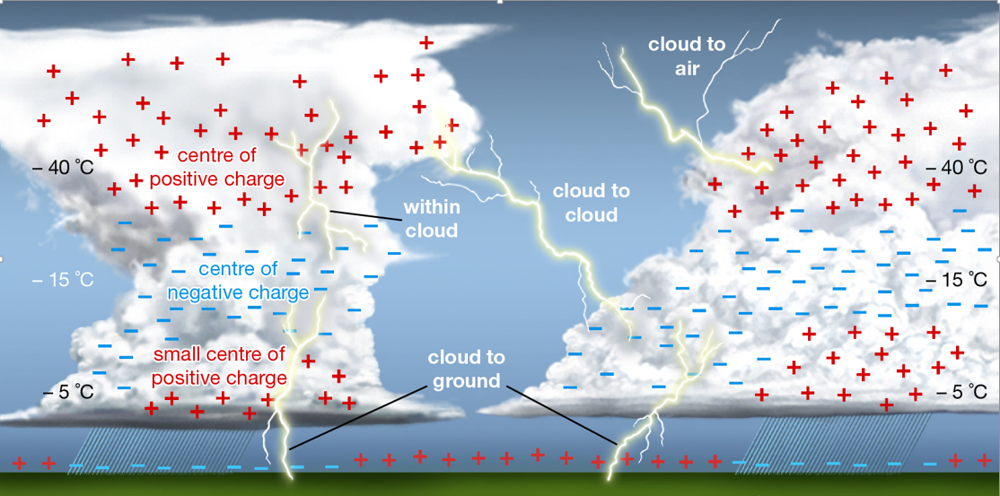 cloud to
air
– 40 ˚C
centre of
positive charge
– 40 ˚C
cloud to
cloud
within
cloud
centre of
negative charge
– 15 ˚C
– 15 ˚C
small centre of
positive charge
cloud to
ground
– 5 ˚C
– 5 ˚C